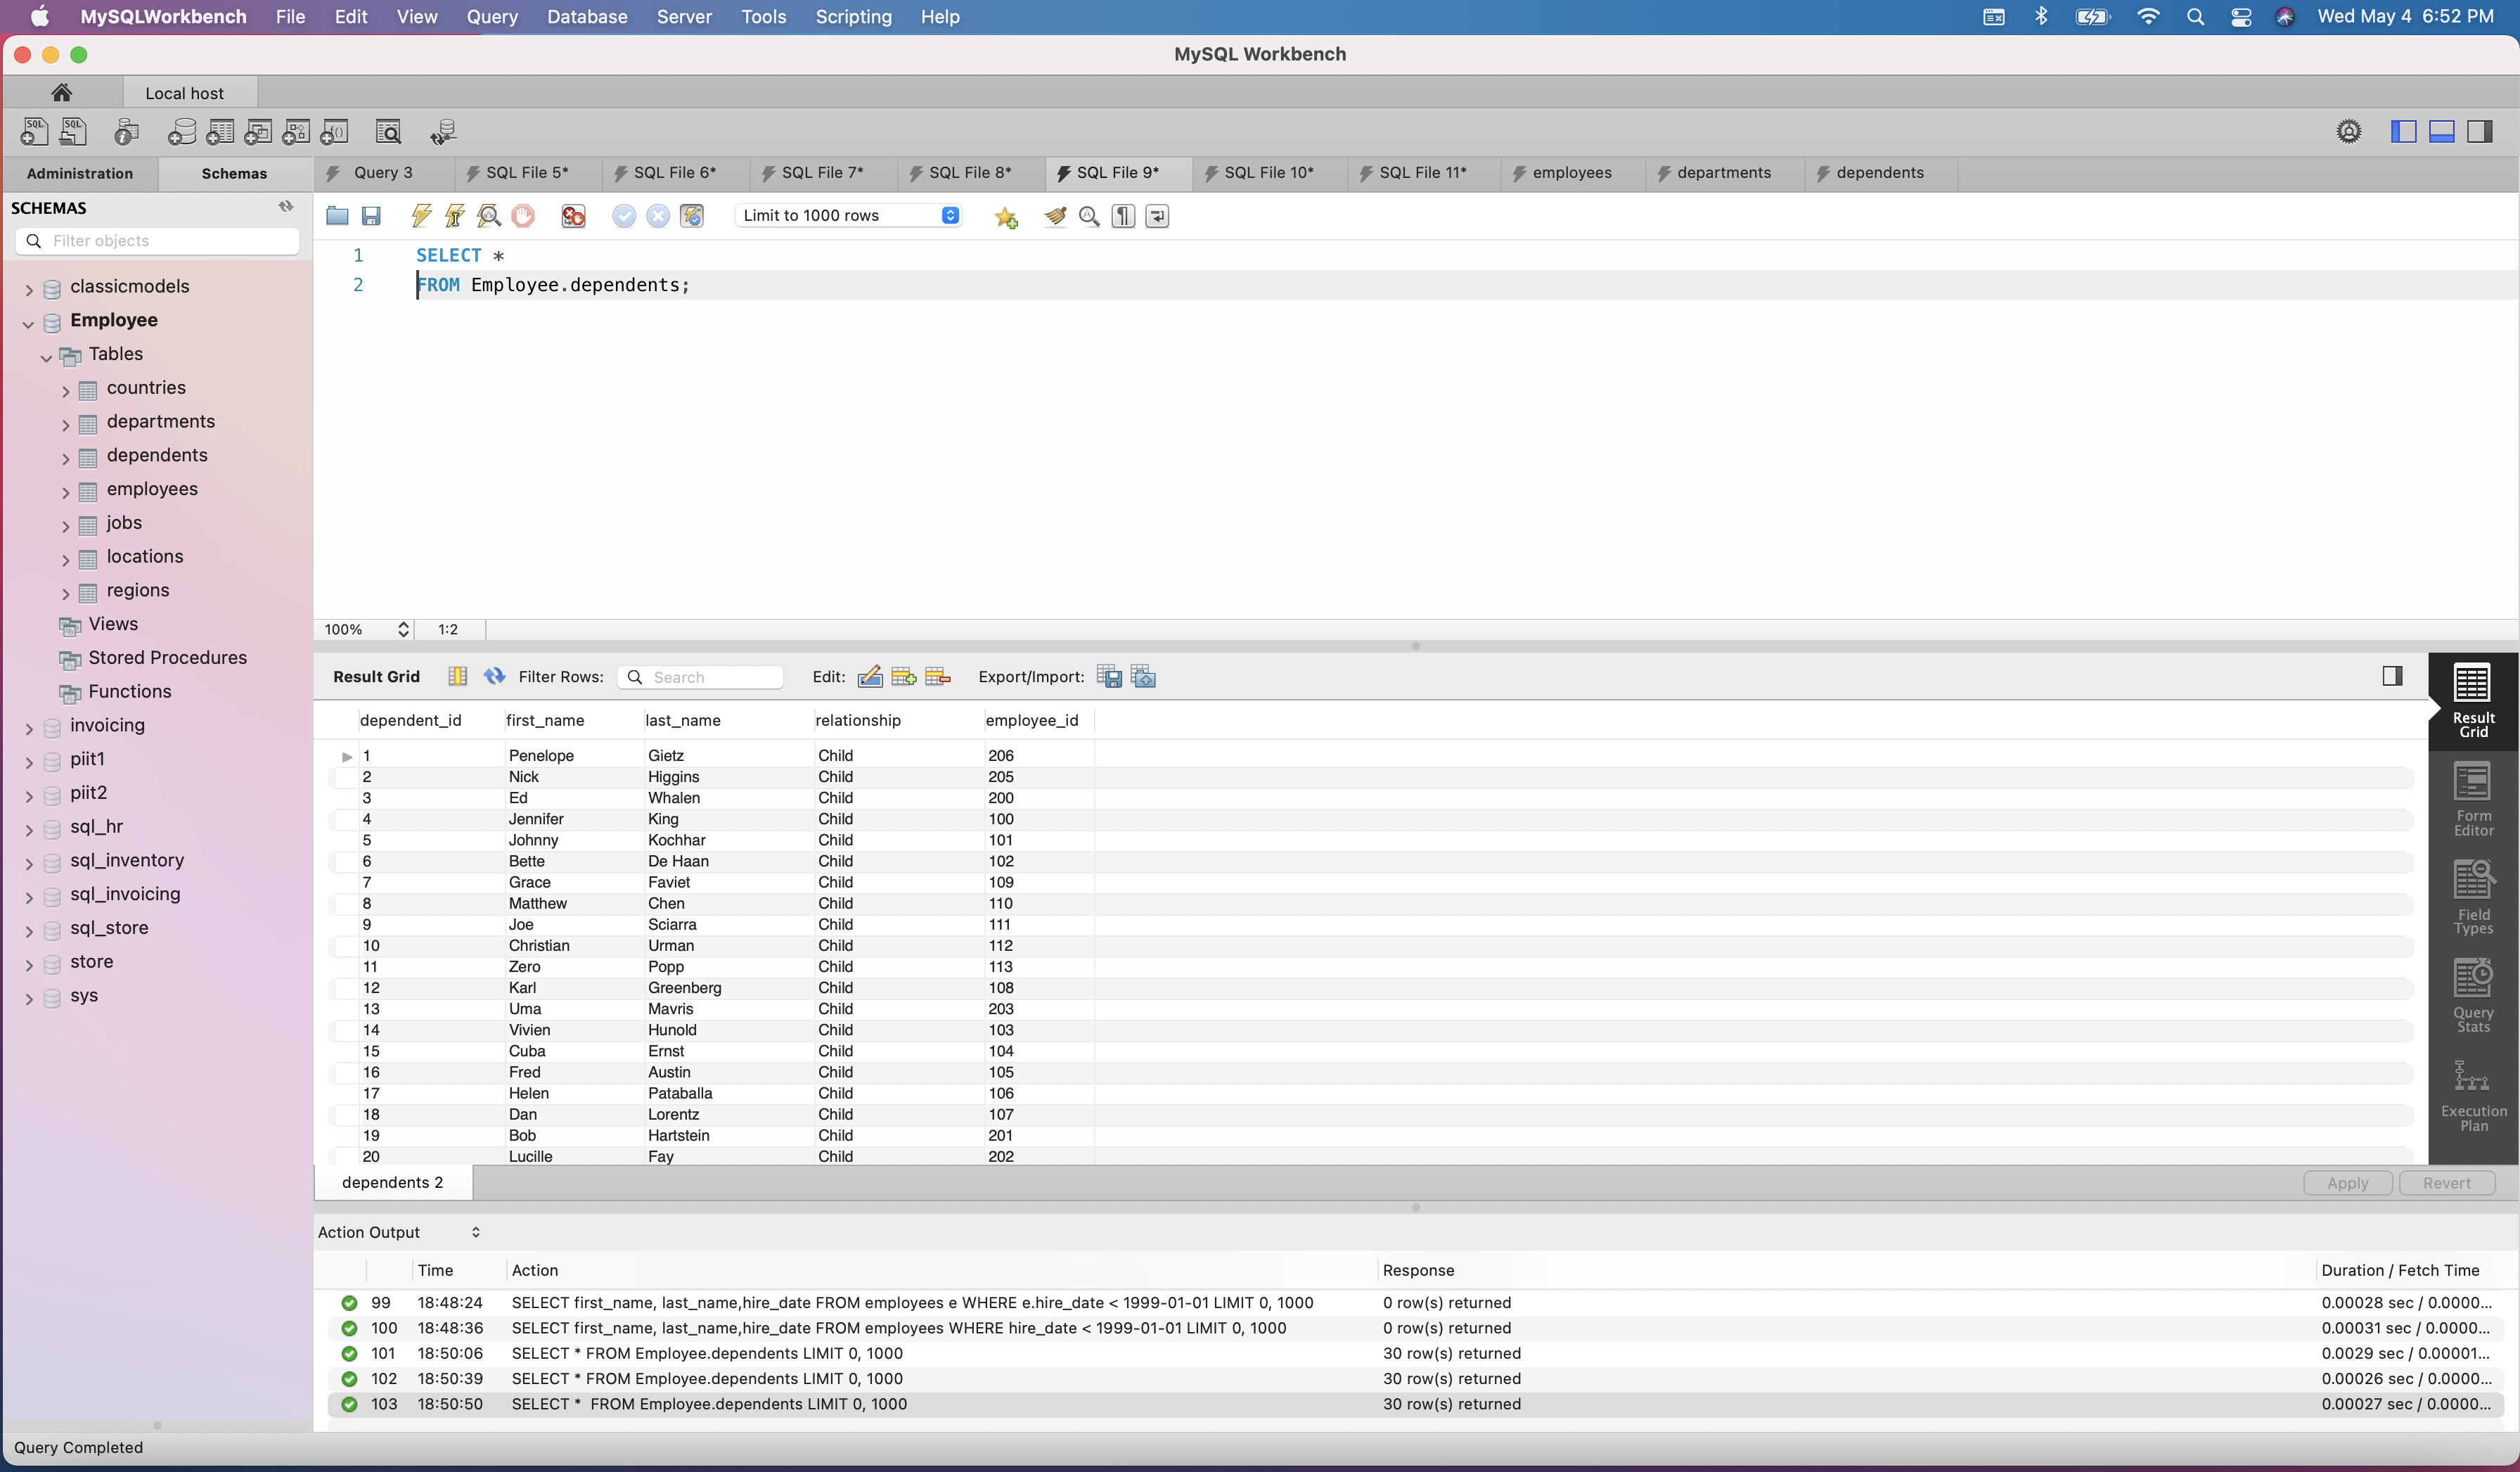 MySQLWorkbench File Edit View Query Database Server Tools Scripting Help Wed May 4 6:52 PM
MySQL Workbench
Local host
Administration Schemas Query 3 SQL File 5* SQL File 6* SQL File 7* SQL File 8* SQL File 9* SQL File 10* SQL File 11* employees departments dependents
SCHEMAS
Filter objects
classicmodels
Employee
Tables
countries
departments
dependents
employees
jobs
locations
regions
Views
Stored Procedures
Functions
invoicing
piit1
piit2
sql_hr
sql_inventory
sql_invoicing
sql_store
store
sys
Limit to 1000 rows
1 SELECT *
2 FROM Employee.dependents;
100% 1:2
Result Grid Filter Rows: Search Edit: Export/Import:
dependent_id first_name last_name relationship employee_id
1 Penelope Gietz Child 206
2 Nick Higgins Child 205
3 Ed Whalen Child 200
4 Jennifer King Child 100
5 Johnny Kochhar Child 101
6 Bette De Haan Child 102
7 Grace Faviet Child 109
8 Matthew Chen Child 110
9 Joe Sciarra Child 111
10 Christian Urman Child 112
11 Zero Popp Child 113
12 Karl Greenberg Child 108
13 Uma Mavris Child 203
14 Vivien Hunold Child 103
15 Cuba Ernst Child 104
16 Fred Austin Child 105
17 Helen Pataballa Child 106
18 Dan Lorentz Child 107
19 Bob Hartstein Child 201
20 Lucille Fay Child 202
Result
Grid
Form
Editor
Field
Types
Query
Stats
Execution
Plan
dependents 2 Apply Revert
Action Output
Time Action Response Duration / Fetch Time
99 18:48:24 SELECT first_name, last_name,hire_date FROM employees e WHERE e.hire_date < 1999-01-01 LIMIT 0, 1000 0 row(s) returned 0.00028 sec / 0.0000...
100 18:48:36 SELECT first_name, last_name,hire_date FROM employees WHERE hire_date < 1999-01-01 LIMIT 0, 1000 0 row(s) returned 0.00031 sec / 0.0000...
101 18:50:06 SELECT * FROM Employee.dependents LIMIT 0, 1000 30 row(s) returned 0.0029 sec / 0.00001...
102 18:50:39 SELECT * FROM Employee.dependents LIMIT 0, 1000 30 row(s) returned 0.00026 sec / 0.0000...
103 18:50:50 SELECT *  FROM Employee.dependents LIMIT 0, 1000 30 row(s) returned 0.00027 sec / 0.0000...
Query Completed